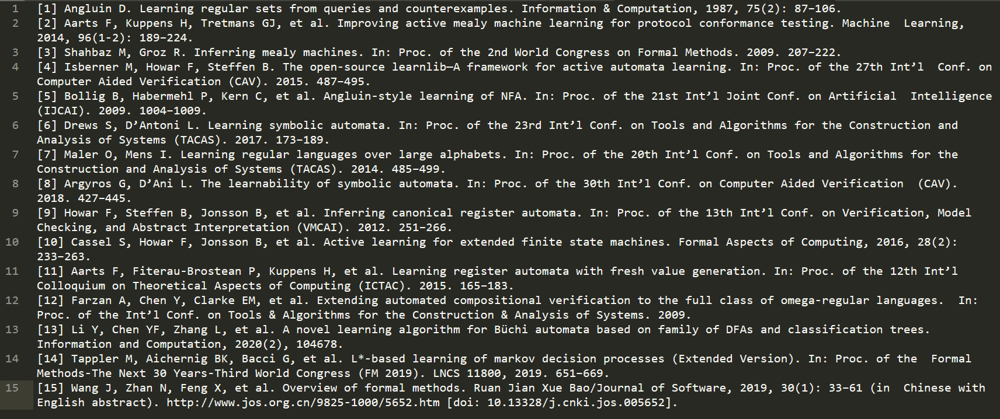 1 [1] Angluin D. Learning regular sets from queries and counterexamples. Information & Computation, 1987, 75(2): 87–106.
2 [2] Aarts F, Kuppens H, Tretmans GJ, et al. Improving active mealy machine learning for protocol conformance testing. Machine  Learning,
2014, 96(1-2): 189–224.
3 [3] Shahbaz M, Groz R. Inferring mealy machines. In: Proc. of the 2nd World Congress on Formal Methods. 2009. 207–222.
4 [4] Isberner M, Howar F, Steffen B. The open-source learnlib—A framework for active automata learning. In: Proc. of the 27th Int’l  Conf. on
Computer Aided Verification (CAV). 2015. 487–495.
5 [5] Bollig B, Habermehl P, Kern C, et al. Angluin-style learning of NFA. In: Proc. of the 21st Int’l Joint Conf. on Artificial  Intelligence
(IJCAI). 2009. 1004–1009.
6 [6] Drews S, D’Antoni L. Learning symbolic automata. In: Proc. of the 23rd Int’l Conf. on Tools and Algorithms for the Construction and
Analysis of Systems (TACAS). 2017. 173–189.
7 [7] Maler O, Mens I. Learning regular languages over large alphabets. In: Proc. of the 20th Int’l Conf. on Tools and Algorithms for the
Construction and Analysis of Systems (TACAS). 2014. 485–499.
8 [8] Argyros G, D’Ani L. The learnability of symbolic automata. In: Proc. of the 30th Int’l Conf. on Computer Aided Verification  (CAV).
2018. 427–445.
9 [9] Howar F, Steffen B, Jonsson B, et al. Inferring canonical register automata. In: Proc. of the 13th Int’l Conf. on Verification, Model
Checking, and Abstract Interpretation (VMCAI). 2012. 251–266.
10 [10] Cassel S, Howar F, Jonsson B, et al. Active learning for extended finite state machines. Formal Aspects of Computing, 2016, 28(2):
233–263.
11 [11] Aarts F, Fiterau-Brostean P, Kuppens H, et al. Learning register automata with fresh value generation. In: Proc. of the 12th Int’l
Colloquium on Theoretical Aspects of Computing (ICTAC). 2015. 165–183.
12 [12] Farzan A, Chen Y, Clarke EM, et al. Extending automated compositional verification to the full class of omega-regular languages.  In:
Proc. of the Int’l Conf. on Tools & Algorithms for the Construction & Analysis of Systems. 2009.
13 [13] Li Y, Chen YF, Zhang L, et al. A novel learning algorithm for Büchi automata based on family of DFAs and classification trees.
Information and Computation, 2020(2), 104678.
14 [14] Tappler M, Aichernig BK, Bacci G, et al. L*-based learning of markov decision processes (Extended Version). In: Proc. of the  Formal
Methods-The Next 30 Years-Third World Congress (FM 2019). LNCS 11800, 2019. 651–669.
15 [15] Wang J, Zhan N, Feng X, et al. Overview of formal methods. Ruan Jian Xue Bao/Journal of Software, 2019, 30(1): 33–61 (in  Chinese with
English abstract). http://www.jos.org.cn/9825-1000/5652.htm [doi: 10.13328/j.cnki.jos.005652].